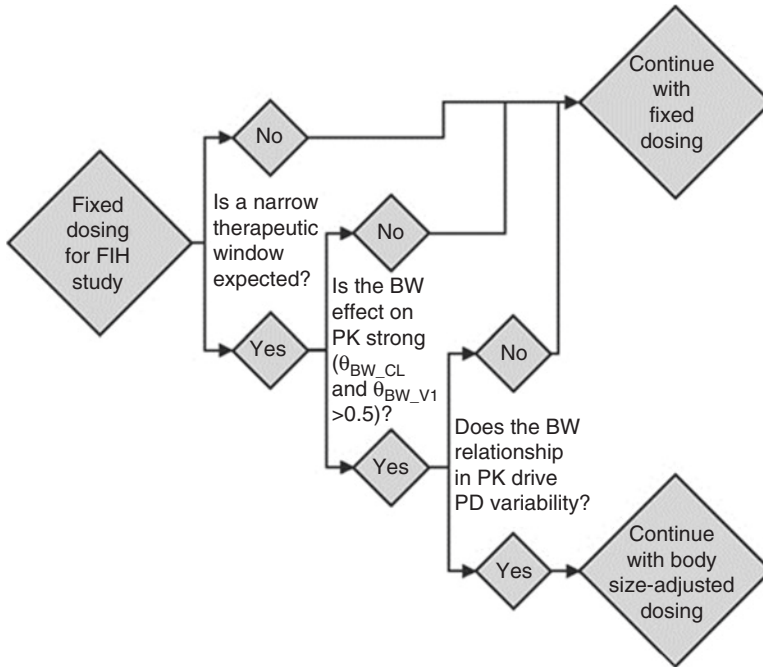 Fixed
dosing
for FIH
study
Is a narrow
therapeutic
window
expected?
No
Yes
Is the BW
effect on
PK strong
(θBW_CL
and θBW_V1
>0.5)?
No
Yes
Does the BW
relationship
in PK drive
PD variability?
No
Yes
Continue
with
fixed
dosing
Continue
with body
size-adjusted
dosing